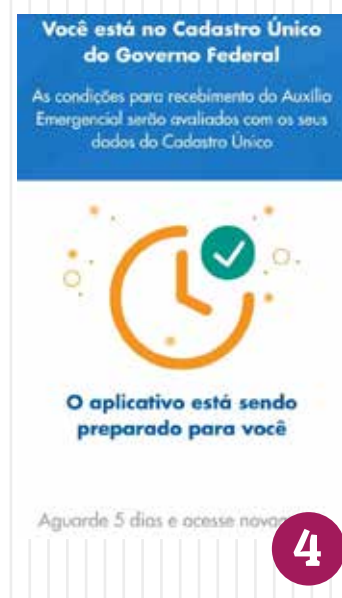 Você está no Cadastro Único
do Governo Federal
As condições para recebimento do Auxílio
Emergencial serão avaliados com os seus
dados do Cadastro Único
O aplicativo está sendo
preparado para você
Aguarde 5 dias e acesse
4